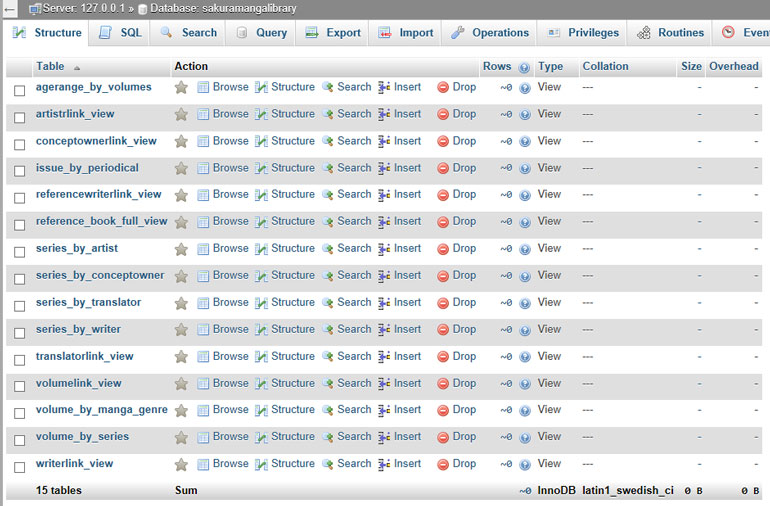 Server: 127.0.0.1 » Database: sakuramangalibrary
Structure SQL Search Query Export Import Operations Privileges Routines Even
Table Action Rows Type Collation Size Overhead
agerange_by_volumes Browse Structure Search Insert Drop ~0 View --- - -
artistrlink_view Browse Structure Search Insert Drop ~0 View --- - -
conceptownerlink_view Browse Structure Search Insert Drop ~0 View --- - -
issue_by_periodical Browse Structure Search Insert Drop ~0 View --- - -
referencewriterlink_view Browse Structure Search Insert Drop ~0 View --- - -
reference_book_full_view Browse Structure Search Insert Drop ~0 View --- - -
series_by_artist Browse Structure Search Insert Drop ~0 View --- - -
series_by_conceptowner Browse Structure Search Insert Drop ~0 View --- - -
series_by_translator Browse Structure Search Insert Drop ~0 View --- - -
series_by_writer Browse Structure Search Insert Drop ~0 View --- - -
translatorlink_view Browse Structure Search Insert Drop ~0 View --- - -
volumelink_view Browse Structure Search Insert Drop ~0 View --- - -
volume_by_manga_genre Browse Structure Search Insert Drop ~0 View --- - -
volume_by_series Browse Structure Search Insert Drop ~0 View --- - -
writerlink_view Browse Structure Search Insert Drop ~0 View --- - -
15 tables Sum ~0 InnoDB latin1_swedish_ci 0 B 0 B